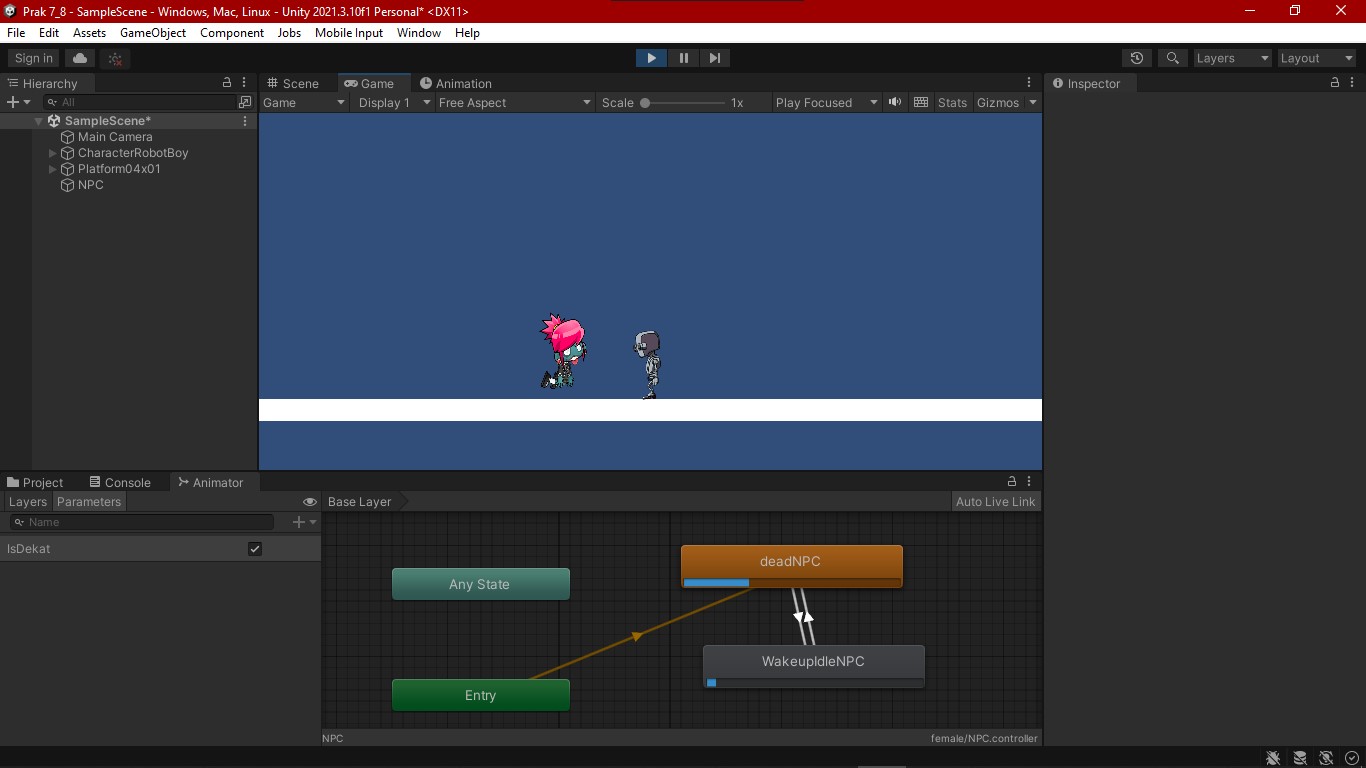 Prak 7_8 - SampleScene - Windows, Mac, Linux - Unity 2021.3.10f1 Personal* <DX11>
File Edit Assets GameObject Component Jobs Mobile Input Window Help
Sign in Layers Layout
Hierarchy
All
SampleScene*
Main Camera
CharacterRobotBoy
Platform04x01
NPC
Scene Game Animation
Game Display 1 Free Aspect Scale 1x Play Focused Stats Gizmos
Inspector
Project Console Animator
Layers Parameters
Name
IsDekat
Base Layer Auto Live Link
deadNPC
Any State
WakeupIdleNPC
Entry
NPC female/NPC.controller